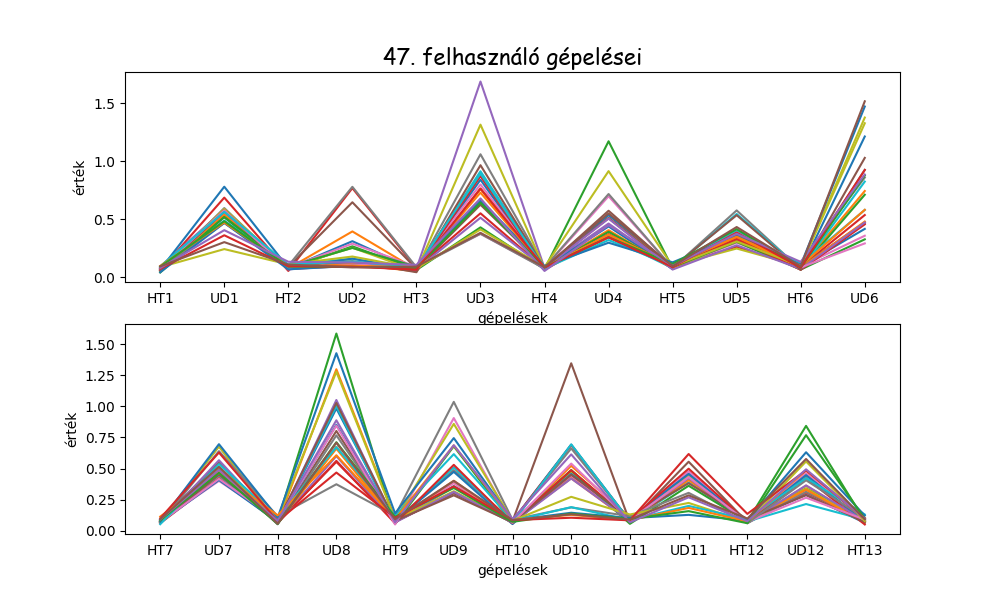 47. felhasználó gépelései
1.5
1.0
0.5
0.0
érték
HT1 UD1 HT2 UD2 HT3 UD3 HT4 UD4 HT5 UD5 HT6 UD6
gépelések
1.50
1.25
1.00
0.75
0.50
0.25
0.00
érték
HT7 UD7 HT8 UD8 HT9 UD9 HT10 UD10 HT11 UD11 HT12 UD12 HT13
gépelések